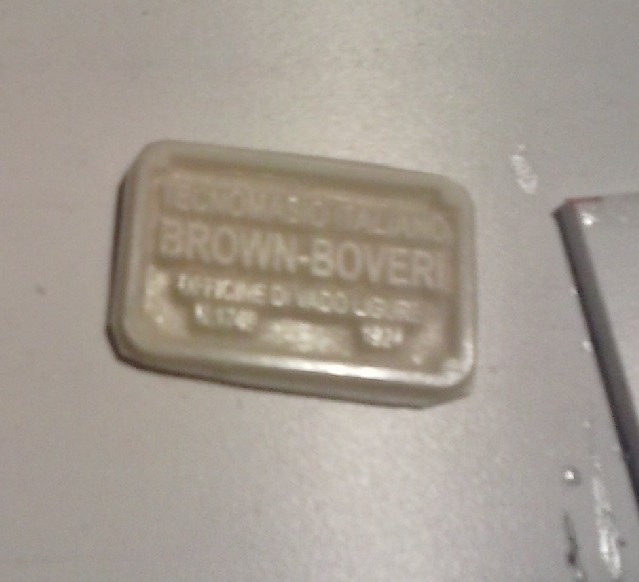 TECNOMASIO ITALIANO
BROWN-BOVERI
OFFICINE DI VADO LIGURE
1924